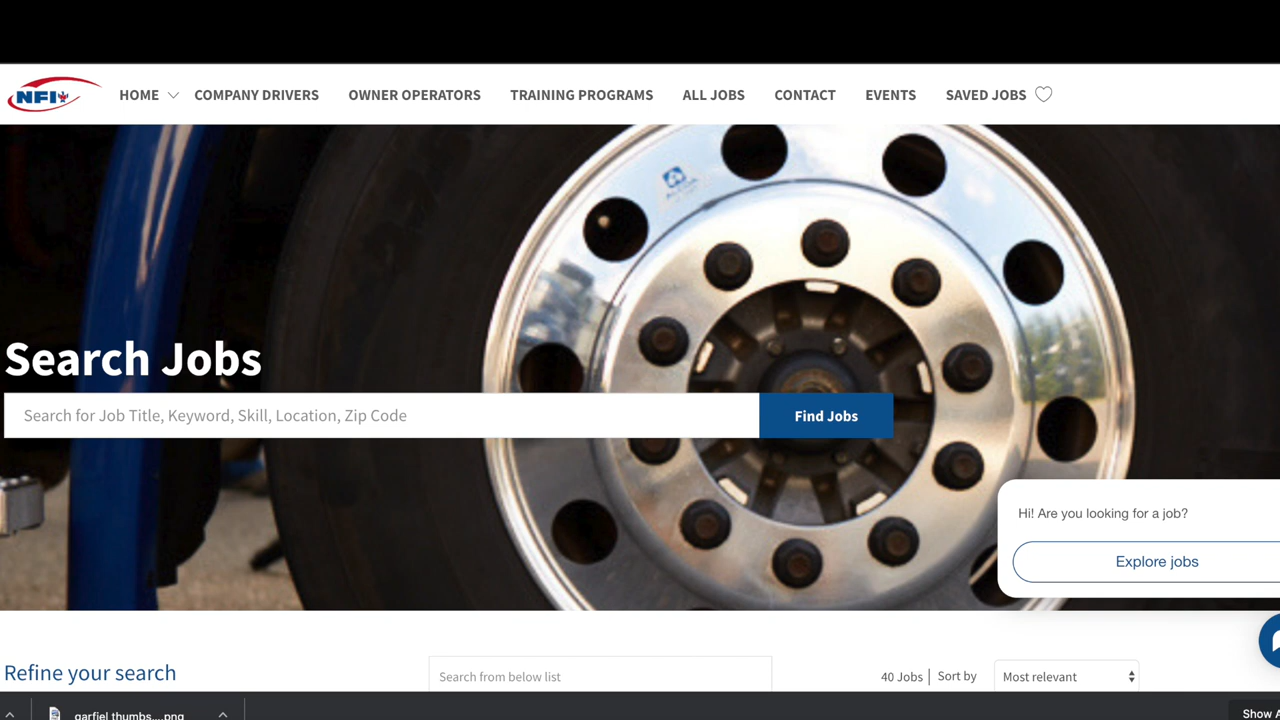 NFI
HOME COMPANY DRIVERS OWNER OPERATORS TRAINING PROGRAMS ALL JOBS CONTACT EVENTS SAVED JOBS
Search Jobs
Search for Job Title, Keyword, Skill, Location, Zip Code
Find Jobs
Hi! Are you looking for a job?
Explore jobs
Refine your search
Search from below list
40 Jobs
Sort by
Most relevant
garfiel thumbs....png
Show A